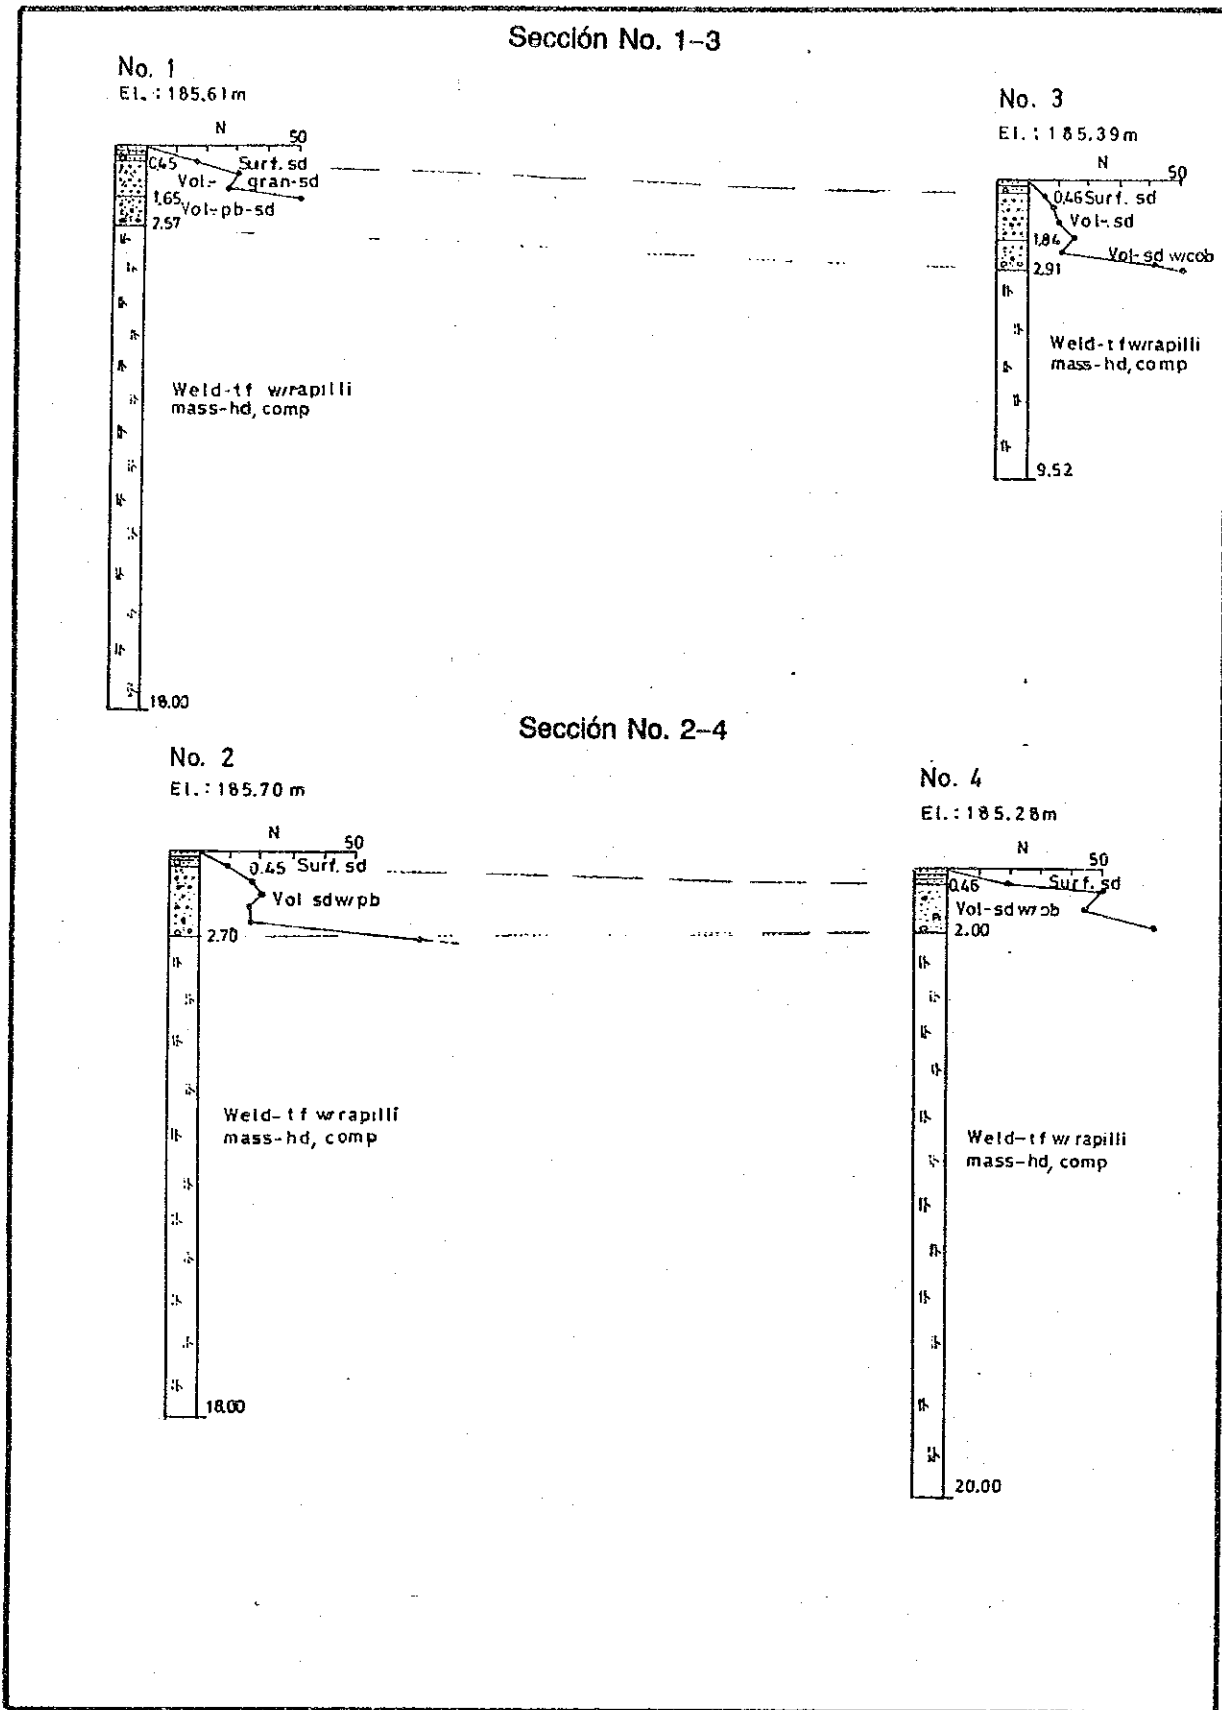 Sección No. 1-3
No. 1
El. : 185.61m
N
50
0.45
Surf. sd
Vol.- gran-sd
1.65
Vol-pb-sd
2.57
Weld-tf w/rapilli
mass-hd, comp
18.00
No. 3
El. : 185.39m
N
50
0.46 Surf. sd
Vol-.sd
1.84
Vol-sd w/cob
2.91
Weld-tf w/rapilli
mass-hd, comp
9.52
Sección No. 2-4
No. 2
El. : 185.70 m
N
50
0.45 Surf. sd
Vol sd w/pb
2.70
Weld-tf w/rapilli
mass-hd, comp
18.00
No. 4
El. : 185.28m
N
50
0.46
Surf. sd
Vol-sd w/pb
2.00
Weld-tf w/rapilli
mass-hd, comp
20.00